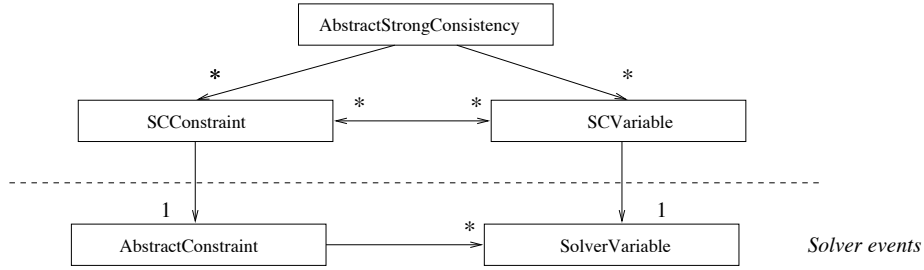 AbstractStrongConsistency
* *
* *
SCConstraint SCVariable
1 1
*
AbstractConstraint SolverVariable Solver events